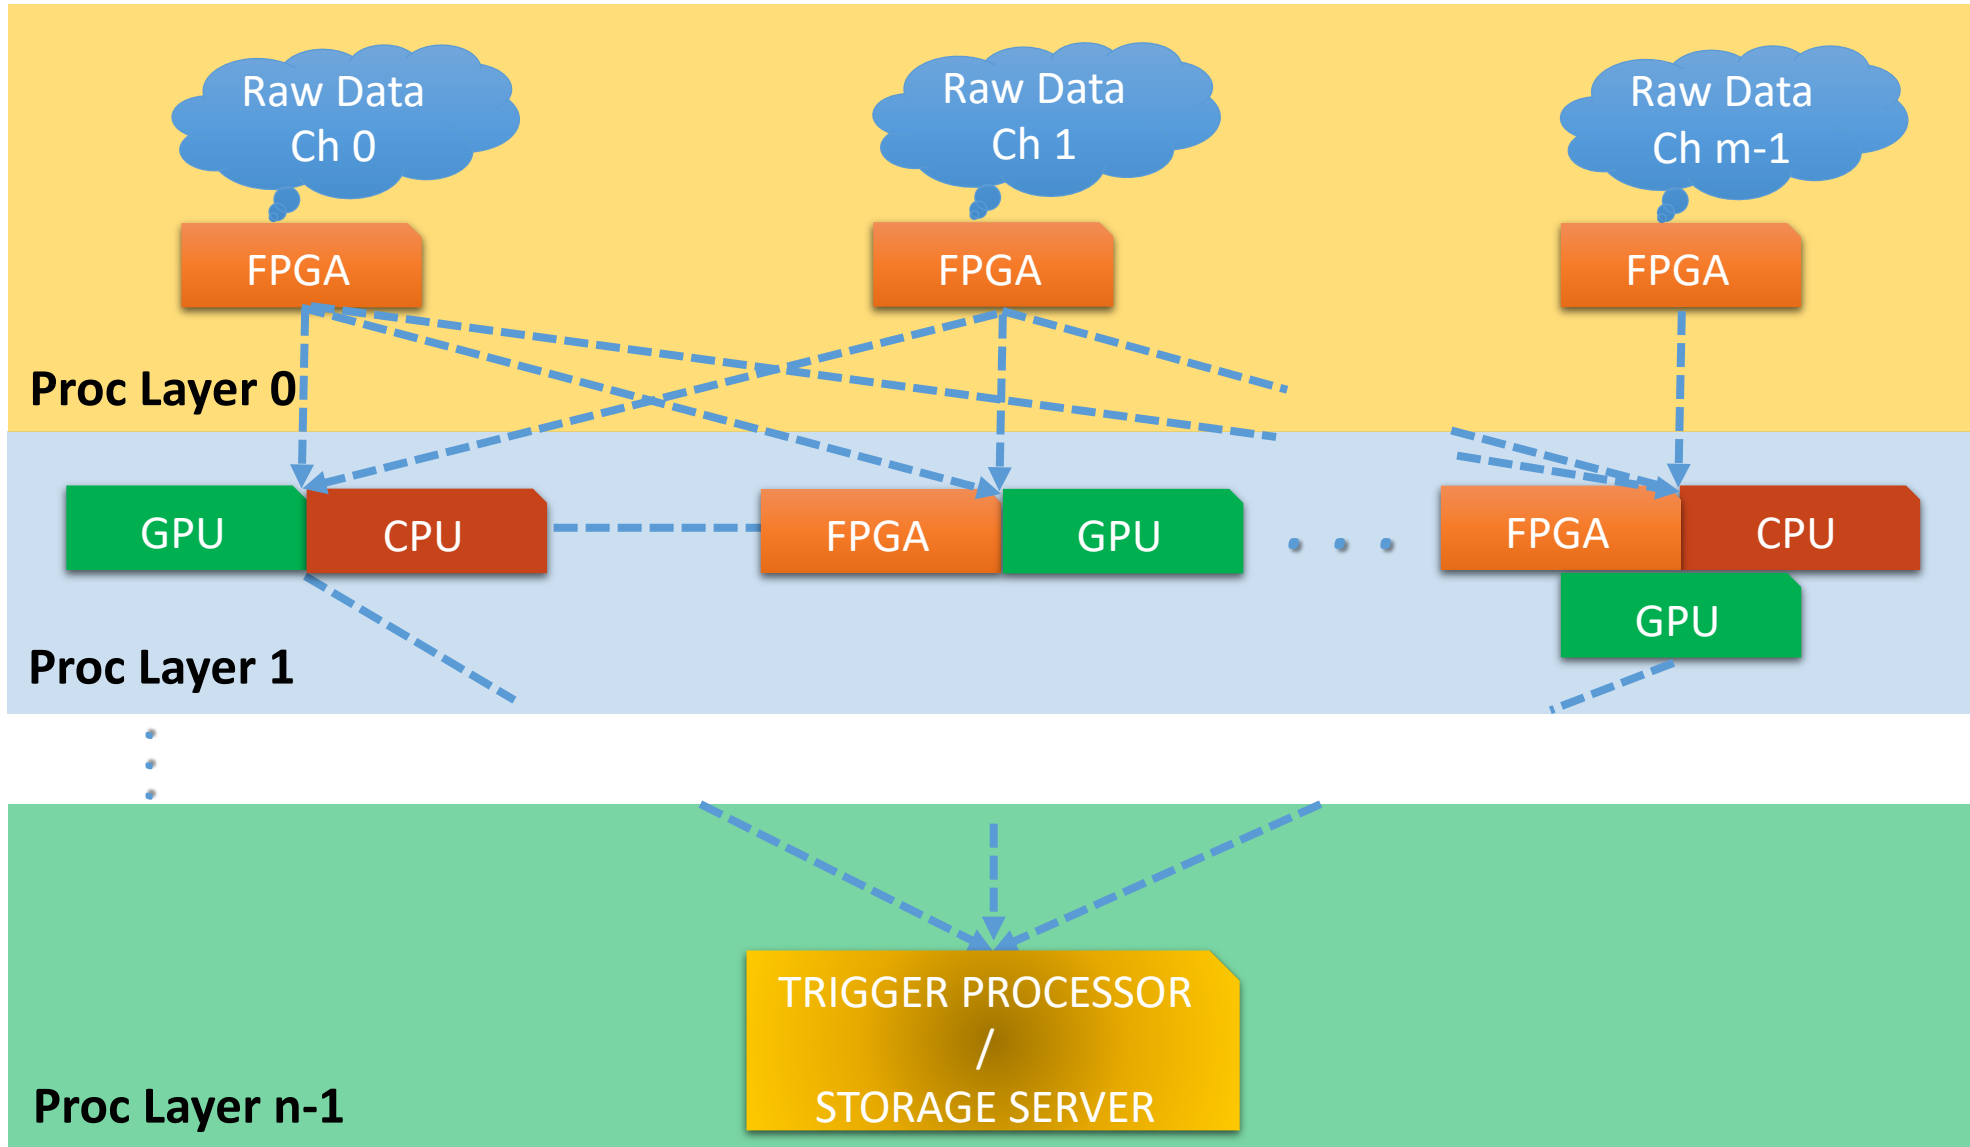 Raw Data
Ch 0
Raw Data
Ch 1
Raw Data
Ch m-1
FPGA
FPGA
FPGA
Proc Layer 0
GPU
CPU
FPGA
GPU
FPGA
CPU
GPU
Proc Layer 1
TRIGGER PROCESSOR
/
STORAGE SERVER
Proc Layer n-1